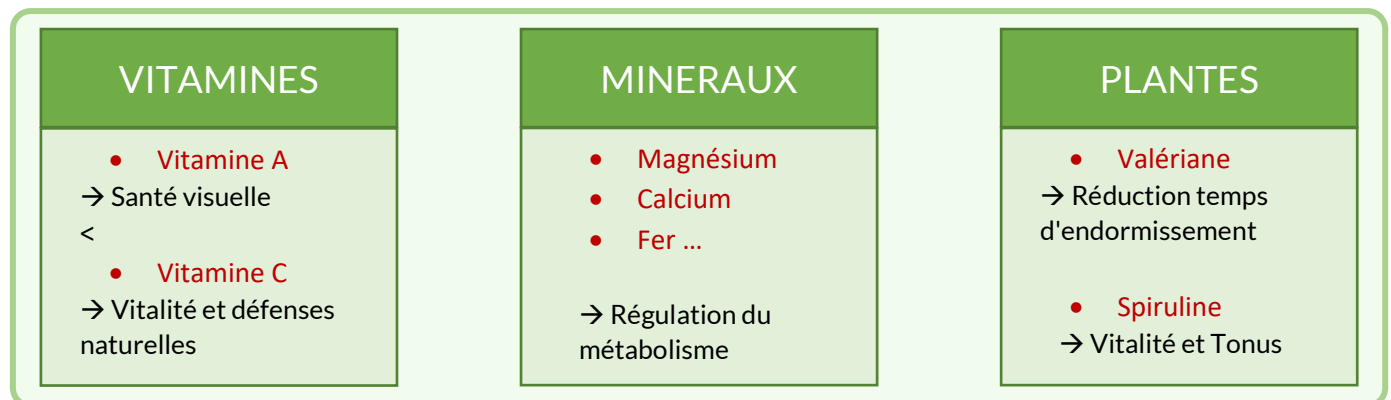 VITAMINES
• Vitamine A
→ Santé visuelle
<
• Vitamine C
→ Vitalité et défenses
naturelles
MINERAUX
• Magnésium
• Calcium
• Fer ...
→ Régulation du
métabolisme
PLANTES
• Valériane
→ Réduction temps
d'endormissement
• Spiruline
→ Vitalité et Tonus